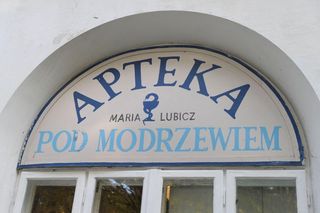 APTEKA
MARIA LUBICZ
POD MODRZEWIEM